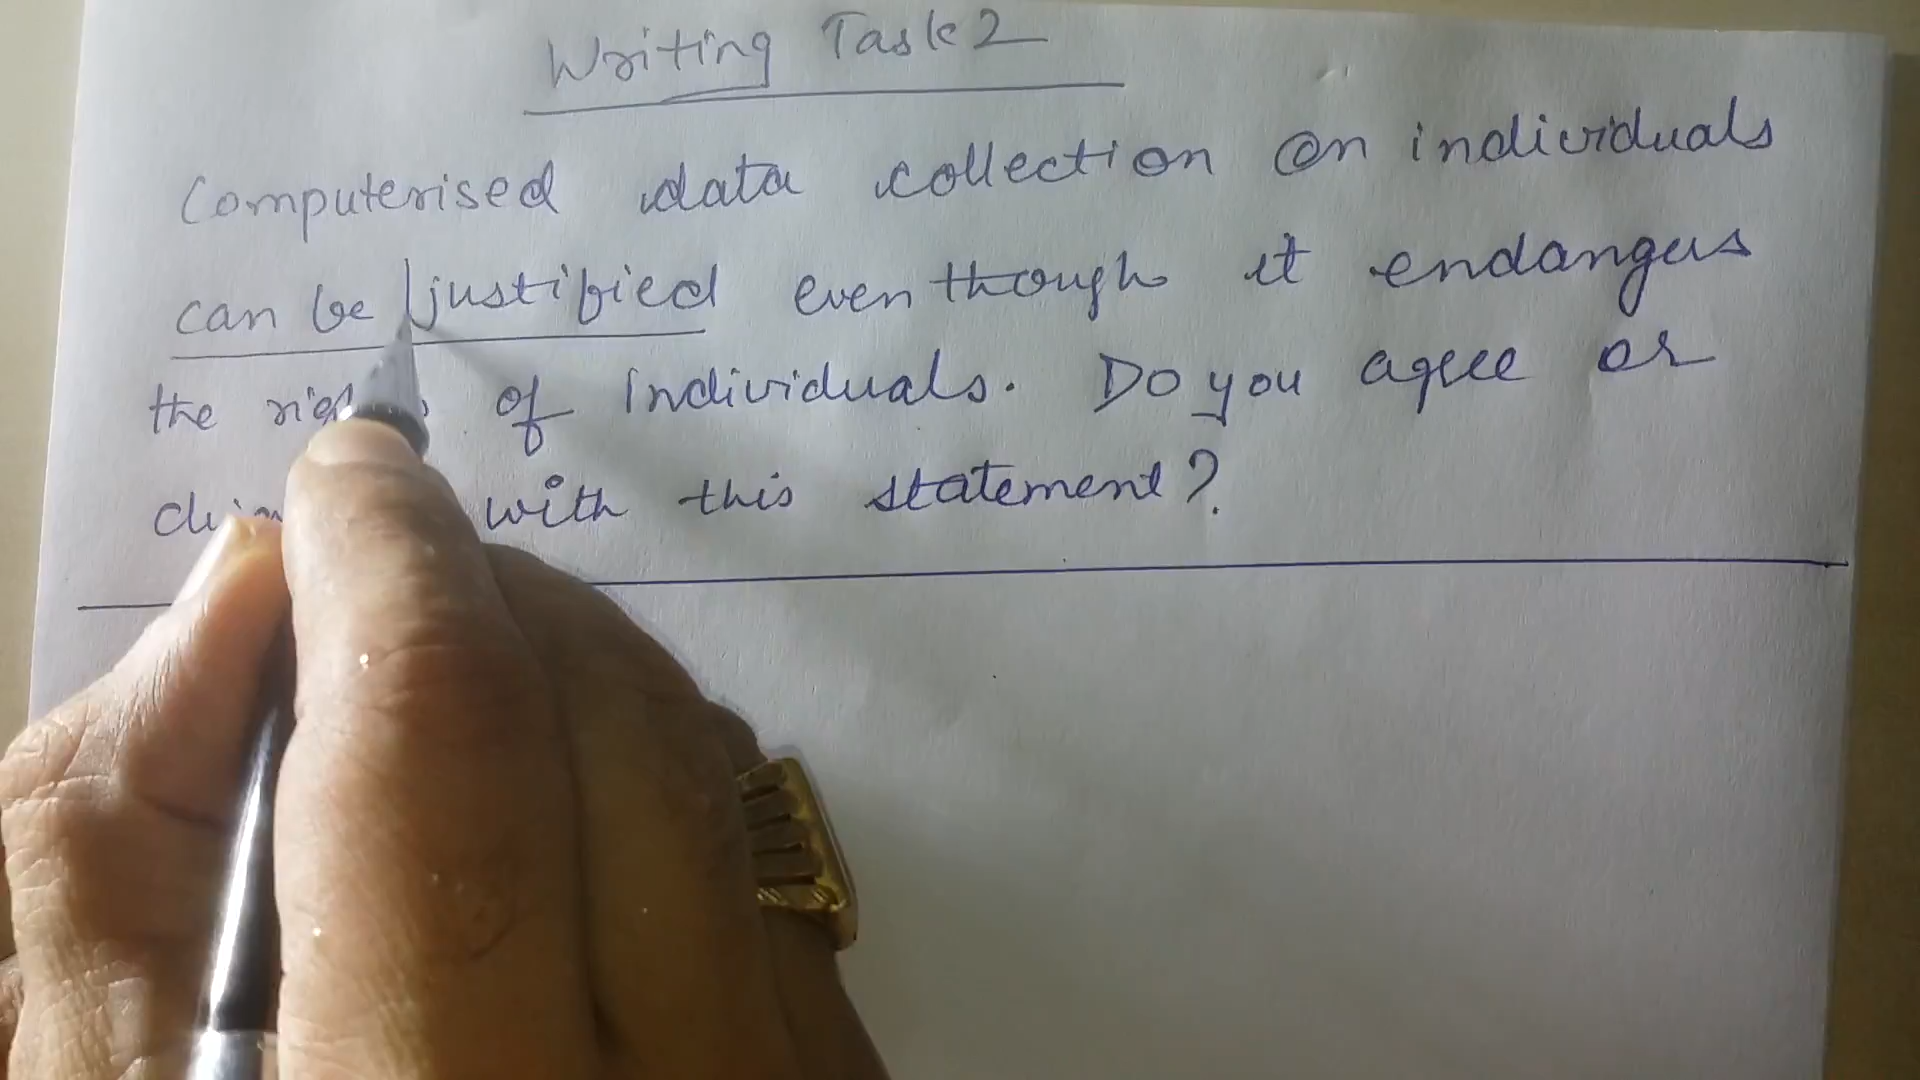 Writing Task 2
Computerised data collection on individuals
can be justified even though it endangers
the of individuals. Do you agree or
with this statement?